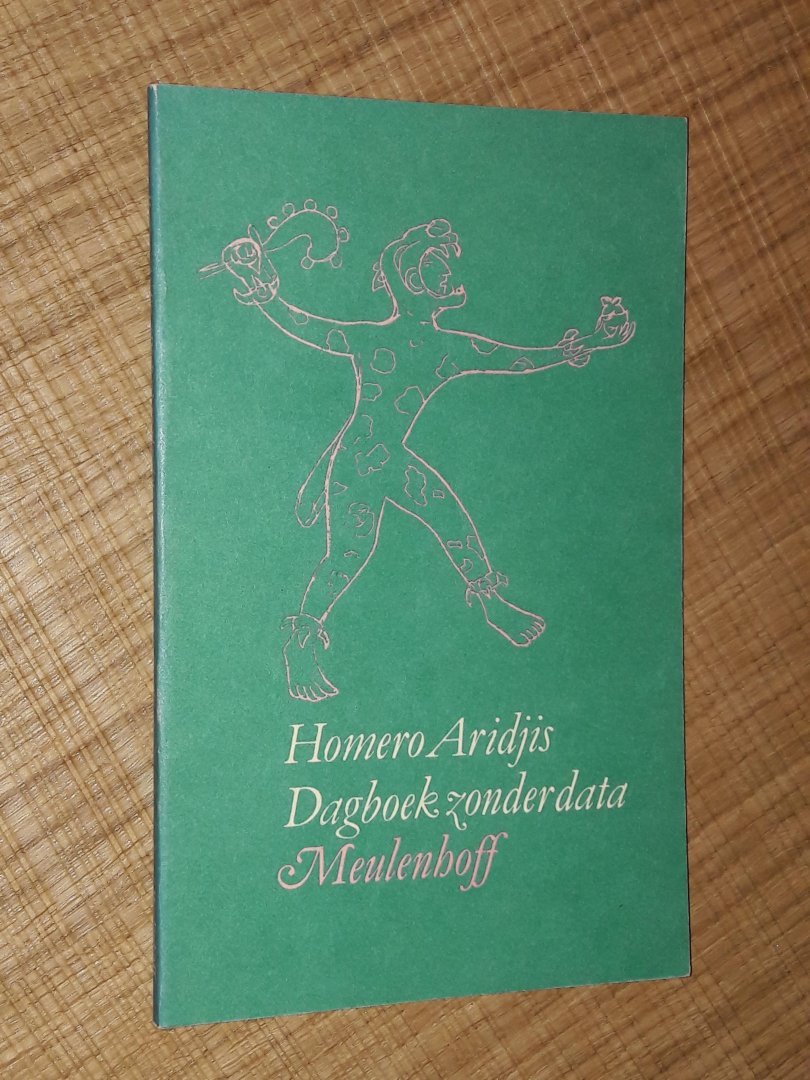 Homero Aridjis
Dagboek zonder data
Meulenhoff